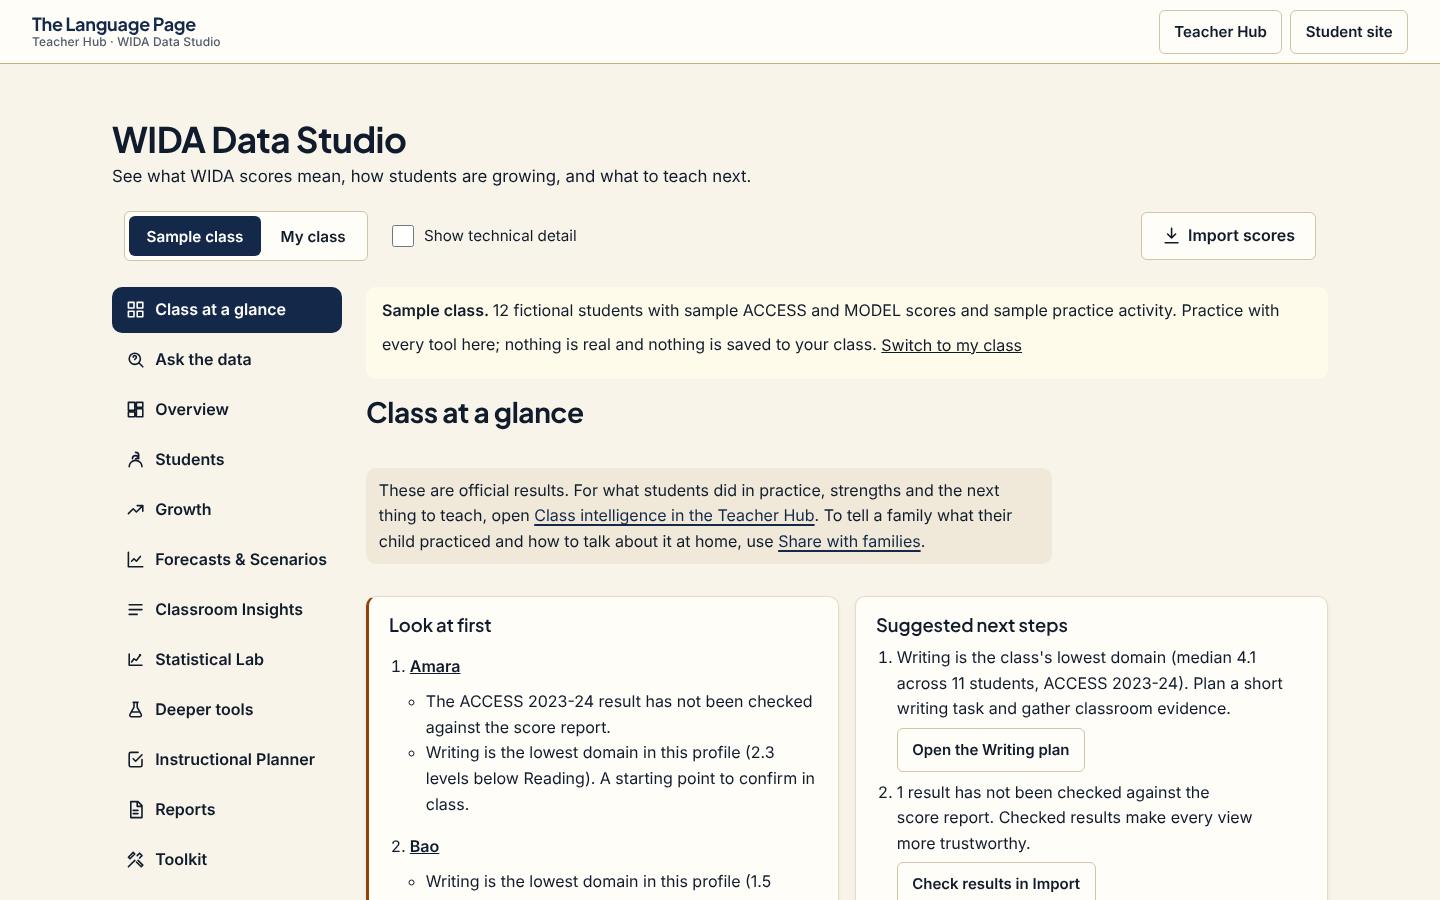 The Language Page
Teacher Hub · WIDA Data Studio
Teacher Hub
Student site
WIDA Data Studio
See what WIDA scores mean, how students are growing, and what to teach next.
Sample class
My class
Show technical detail
Import scores
Class at a glance
Ask the data
Overview
Students
Growth
Forecasts & Scenarios
Classroom Insights
Statistical Lab
Deeper tools
Instructional Planner
Reports
Toolkit
Sample class. 12 fictional students with sample ACCESS and MODEL scores and sample practice activity. Practice with
every tool here; nothing is real and nothing is saved to your class. Switch to my class
Class at a glance
These are official results. For what students did in practice, strengths and the next
thing to teach, open Class intelligence in the Teacher Hub. To tell a family what their
child practiced and how to talk about it at home, use Share with families.
Look at first
1. Amara
The ACCESS 2023-24 result has not been checked
against the score report.
Writing is the lowest domain in this profile (2.3
levels below Reading). A starting point to confirm in
class.
2. Bao
Writing is the lowest domain in this profile (1.5
Suggested next steps
1. Writing is the class's lowest domain (median 4.1
across 11 students, ACCESS 2023-24). Plan a short
writing task and gather classroom evidence.
Open the Writing plan
2. 1 result has not been checked against the
score report. Checked results make every view
more trustworthy.
Check results in Import